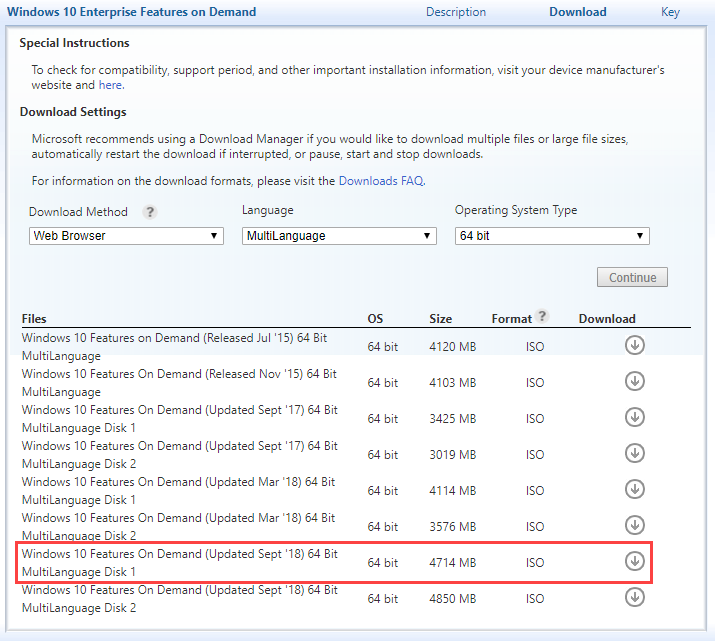 Windows 10 Enterprise Features on Demand Description Download Key
Special Instructions
To check for compatibility, support period, and other important installation information, visit your device manufacturer's
website and here.
Download Settings
Microsoft recommends using a Download Manager if you would like to download multiple files or large file sizes,
automatically restart the download if interrupted, or pause, start and stop downloads.
For information on the download formats, please visit the Downloads FAQ.
Download Method ? Language Operating System Type
Web Browser MultiLanguage 64 bit
Continue
Files OS Size Format ? Download
Windows 10 Features on Demand (Released Jul '15) 64 Bit
MultiLanguage 64 bit 4120 MB ISO
Windows 10 Features On Demand (Released Nov '15) 64 Bit
MultiLanguage 64 bit 4103 MB ISO
Windows 10 Features On Demand (Updated Sept '17) 64 Bit
MultiLanguage Disk 1 64 bit 3425 MB ISO
Windows 10 Features On Demand (Updated Sept '17) 64 Bit
MultiLanguage Disk 2 64 bit 3019 MB ISO
Windows 10 Features On Demand (Updated Mar '18) 64 Bit
MultiLanguage Disk 1 64 bit 4114 MB ISO
Windows 10 Features On Demand (Updated Mar '18) 64 Bit
MultiLanguage Disk 2 64 bit 3576 MB ISO
Windows 10 Features On Demand (Updated Sept '18) 64 Bit
MultiLanguage Disk 1 64 bit 4714 MB ISO
Windows 10 Features On Demand (Updated Sept '18) 64 Bit
MultiLanguage Disk 2 64 bit 4850 MB ISO